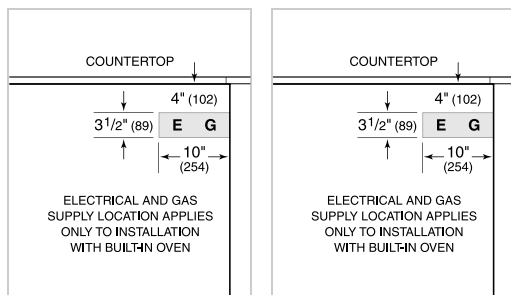 COUNTERTOP
4" (102)
3 1/2" (89)
E G
10"
(254)
ELECTRICAL AND GAS
SUPPLY LOCATION APPLIES
ONLY TO INSTALLATION
WITH BUILT-IN OVEN
COUNTERTOP
4" (102)
3 1/2" (89)
E G
10"
(254)
ELECTRICAL AND GAS
SUPPLY LOCATION APPLIES
ONLY TO INSTALLATION
WITH BUILT-IN OVEN